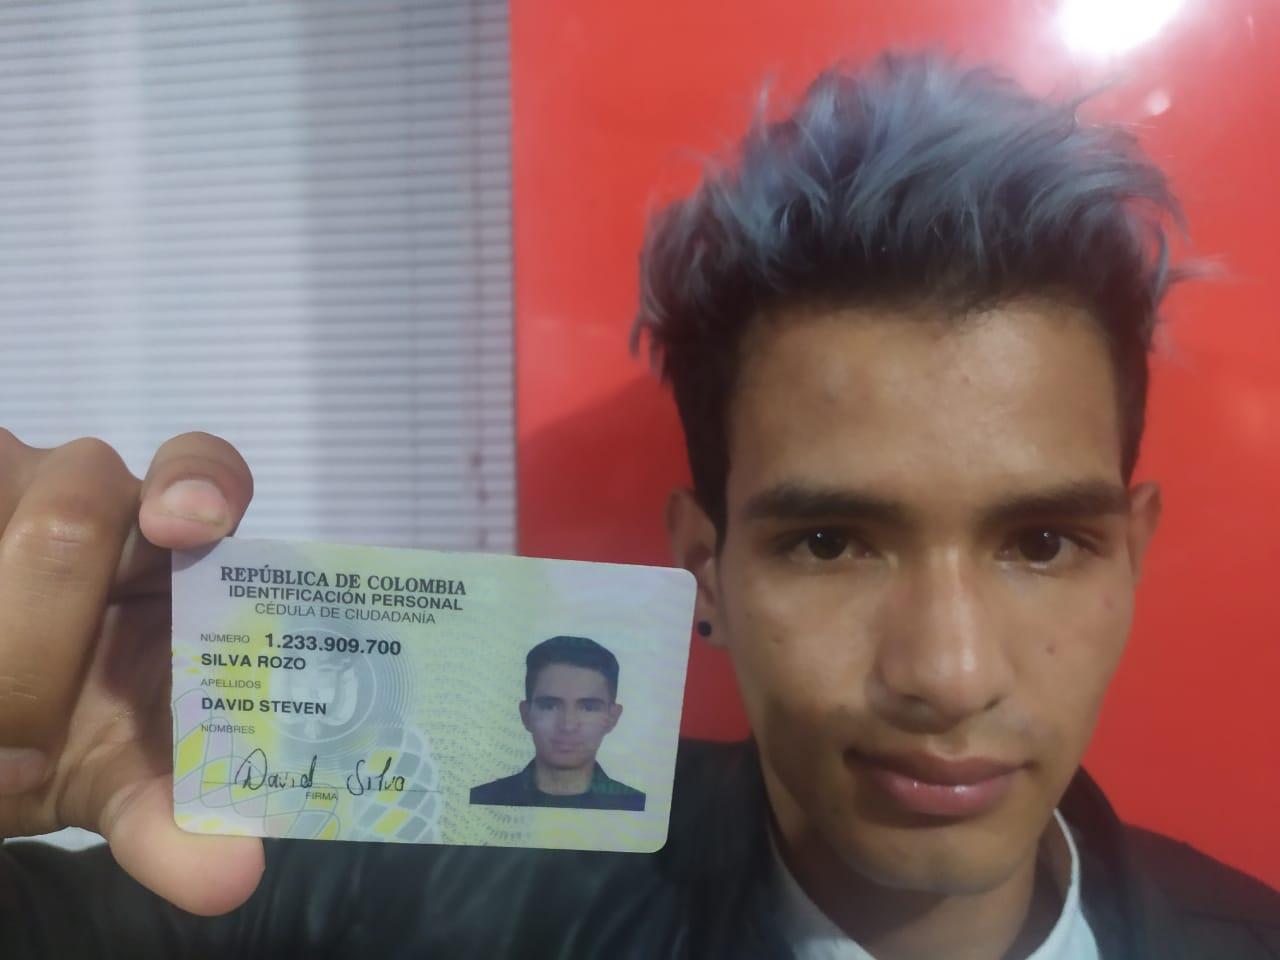 REPÚBLICA DE COLOMBIA
IDENTIFICACIÓN PERSONAL
CÉDULA DE CIUDADANÍA
NÚMERO 1.233.909.700
SILVA ROZO
APELLIDOS
DAVID STEVEN
NOMBRES
David Silva
FIRMA